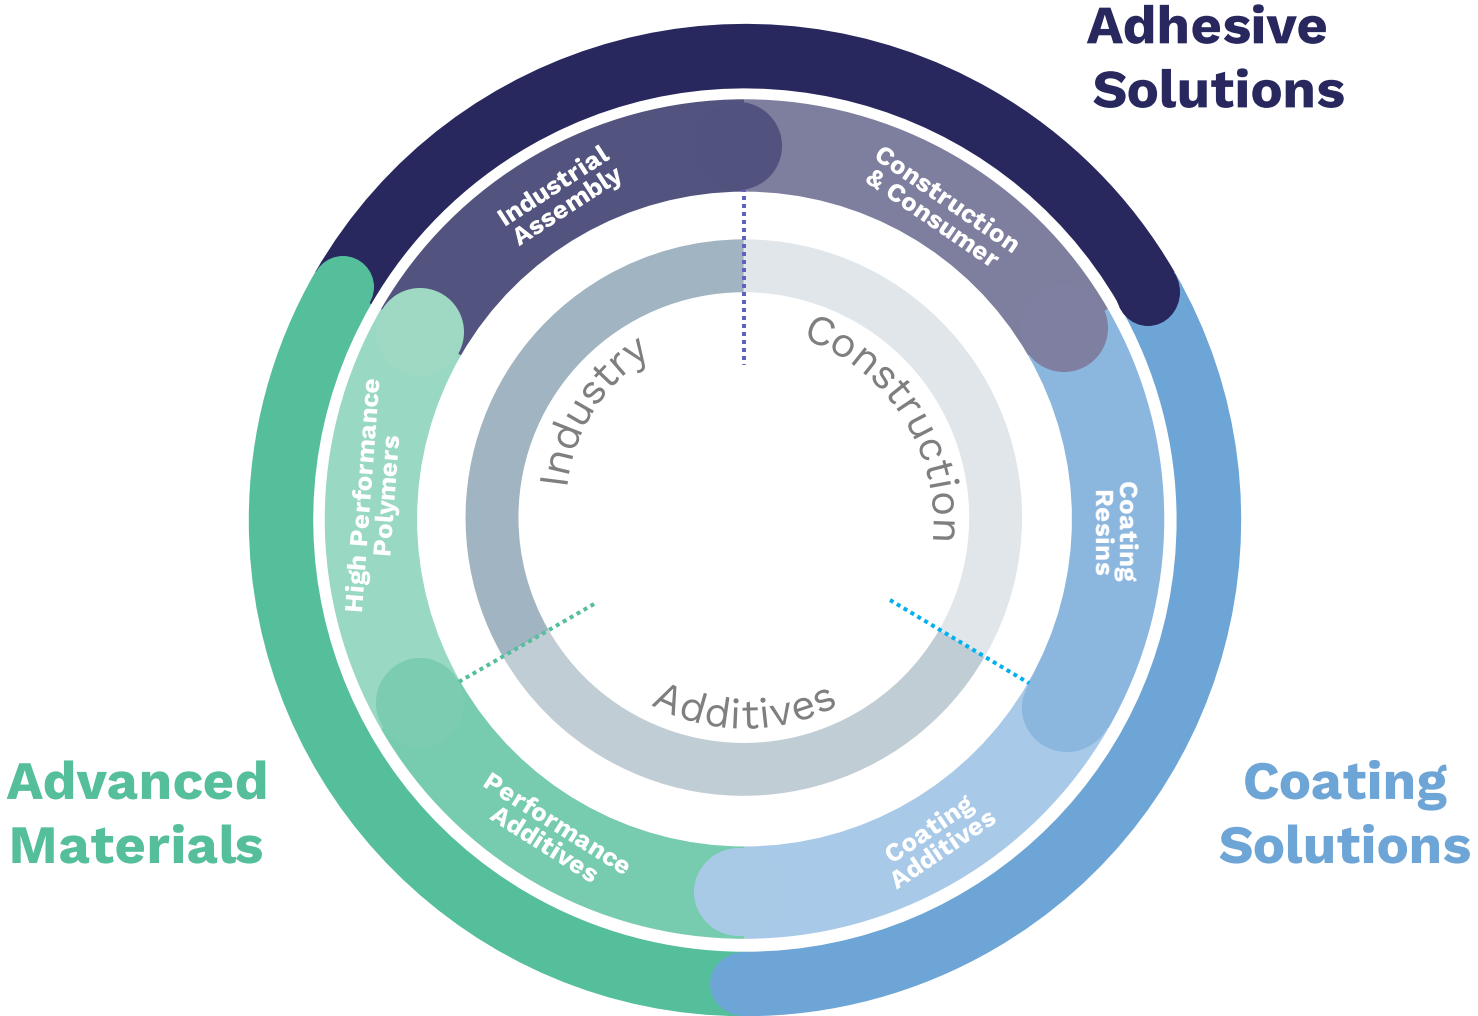 Adhesive
Solutions
Industrial
Assembly
Construction
& Consumer
Industry
Construction
High Performance
Polymers
Coating
Resins
Additives
Performance
Additives
Coating
Additives
Advanced
Materials
Coating
Solutions